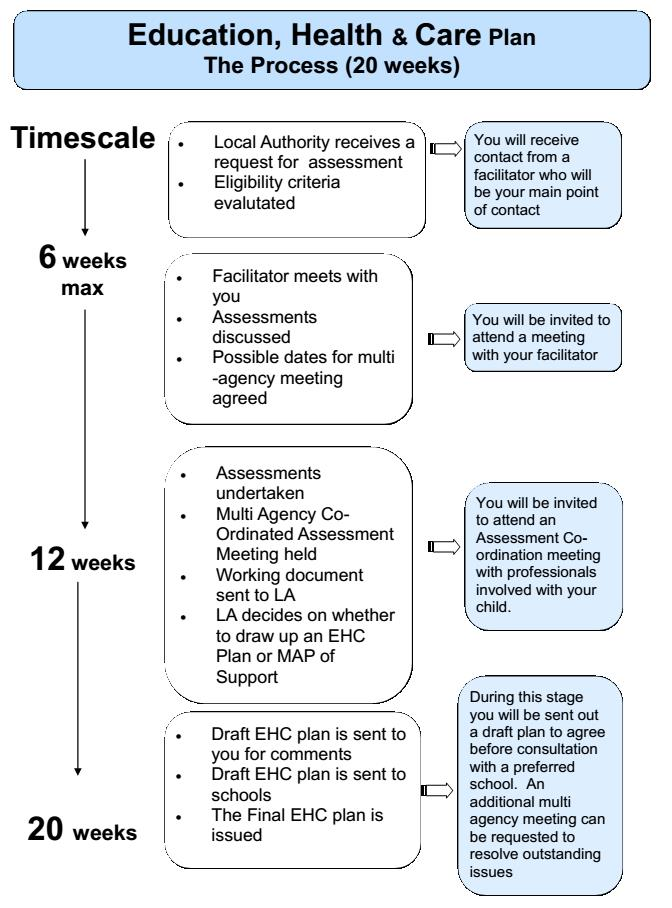 Education, Health & Care Plan
The Process (20 weeks)
Timescale
• Local Authority receives a
request for assessment
• Eligibility criteria
evalutated
You will receive
contact from a
facilitator who will
be your main point
of contact
6 weeks
max
• Facilitator meets with
you
• Assessments
discussed
• Possible dates for multi
-agency meeting
agreed
You will be invited to
attend a meeting
with your facilitator
12 weeks
• Assessments
undertaken
• Multi Agency Co-
Ordinated Assessment
Meeting held
• Working document
sent to LA
• LA decides on whether
to draw up an EHC
Plan or MAP of
Support
You will be invited
to attend an
Assessment Co-
ordination meeting
with professionals
involved with your
child.
20 weeks
• Draft EHC plan is sent to
you for comments
• Draft EHC plan is sent to
schools
• The Final EHC plan is
issued
During this stage
you will be sent out
a draft plan to agree
before consultation
with a preferred
school. An
additional multi
agency meeting can
be requested to
resolve outstanding
issues